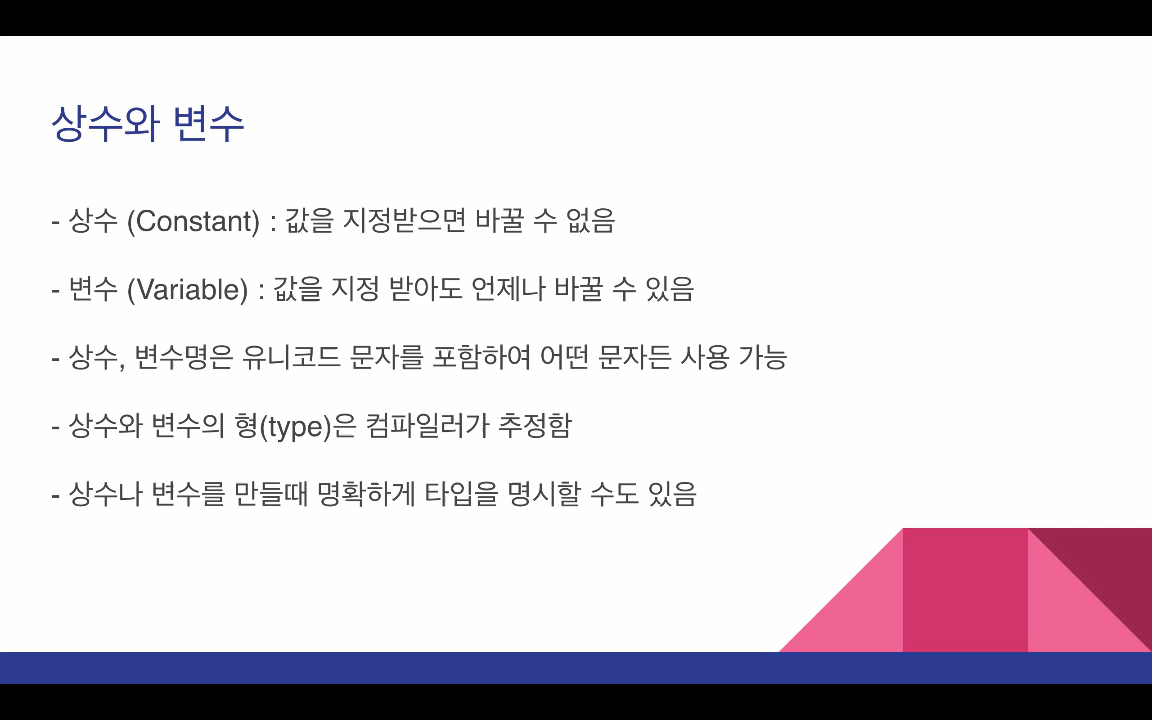 상수와 변수
- 상수 (Constant) : 값을 지정받으면 바꿀 수 없음
- 변수 (Variable) : 값을 지정 받아도 언제나 바꿀 수 있음
- 상수, 변수명은 유니코드 문자를 포함하여 어떤 문자든 사용 가능
- 상수와 변수의 형(type)은 컴파일러가 추정함
- 상수나 변수를 만들때 명확하게 타입을 명시할 수도 있음